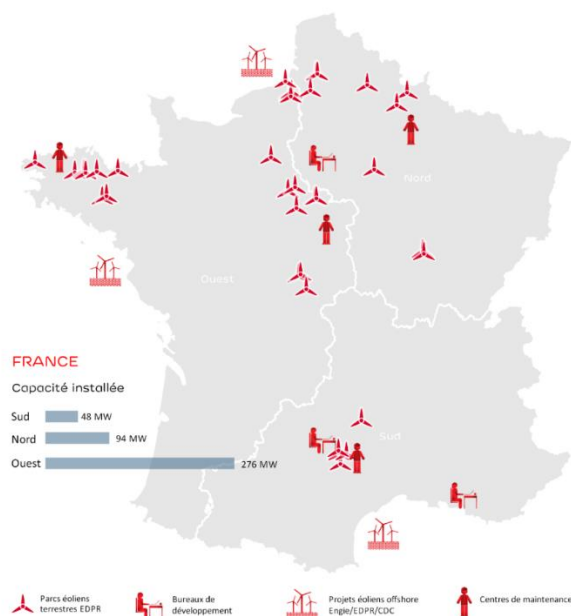 Nord
Ouest
FRANCE
Capacité installée
Sud 48 MW
Nord 94 MW
Ouest 276 MW
Sud
Parcs éoliens
terrestres EDPR
Bureaux de
développement
Projets éoliens offshore
Engie/EDPR/CDC
Centres de maintenance